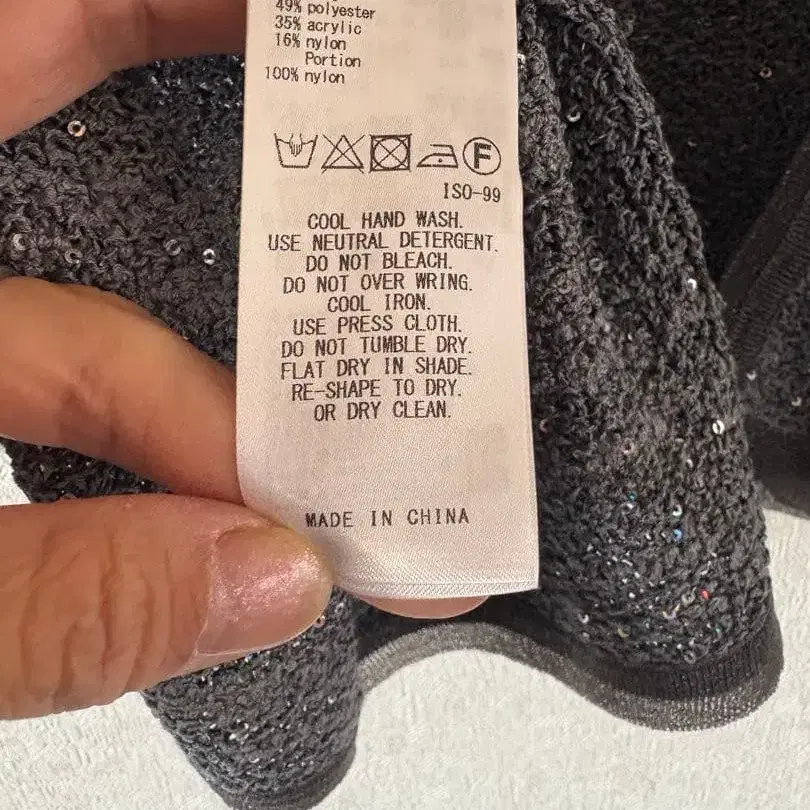 49% polyester
35% acrylic
16% nylon
Portion
100% nylon
F
ISO-99
COOL HAND WASH.
USE NEUTRAL DETERGENT.
DO NOT BLEACH.
DO NOT OVER WRING.
COOL IRON.
USE PRESS CLOTH.
DO NOT TUMBLE DRY.
FLAT DRY IN SHADE.
RE-SHAPE TO DRY.
OR DRY CLEAN.
MADE IN CHINA